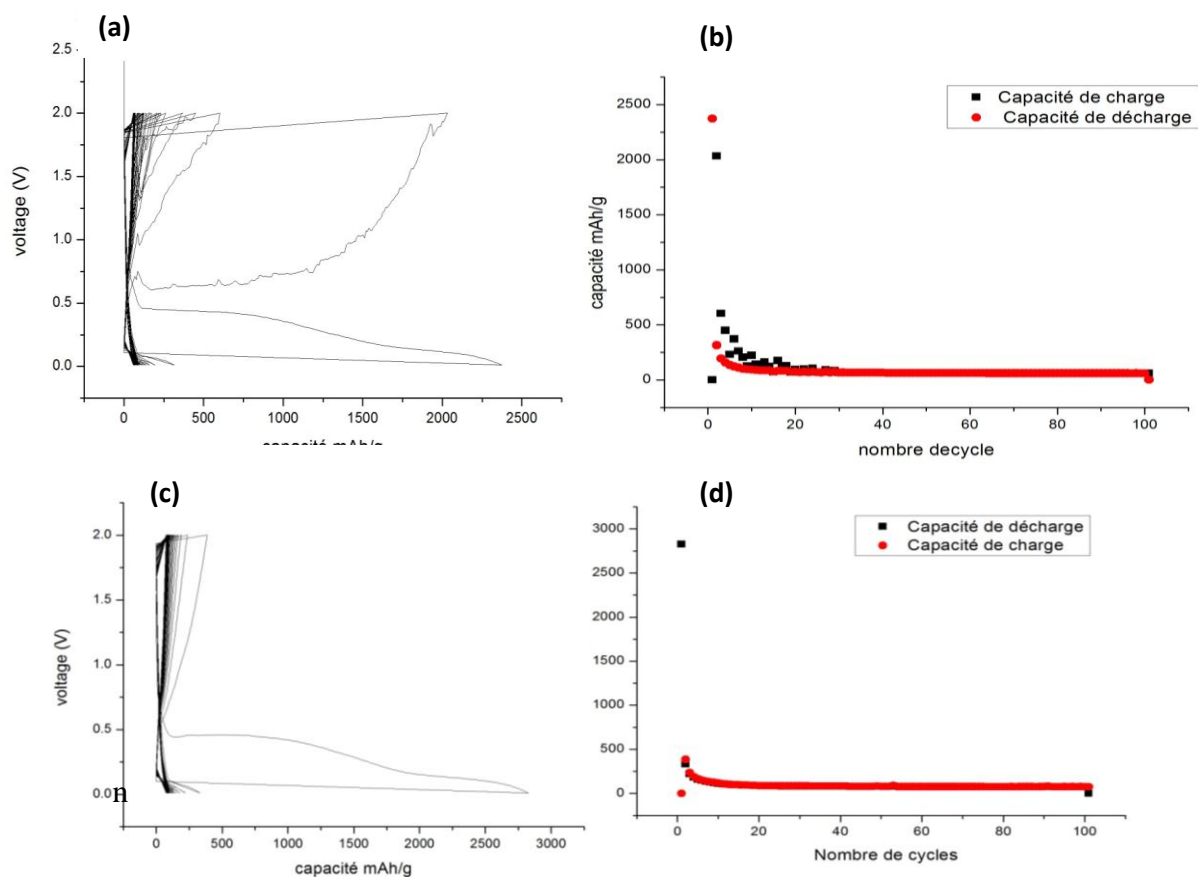 (a)
2.5
2.0
1.5
1.0
0.5
0.0
voltage (V)
0 500 1000 1500 2000 2500
capacité mAh/g
(b)
Capacité de charge
Capacité de décharge
2500
2000
1500
1000
500
0
capacité mAh/g
0 20 40 60 80 100
nombre decycle
(c)
2.0
1.5
1.0
0.5
0.0
n
voltage (V)
0 500 1000 1500 2000 2500 3000
capacité mAh/g
(d)
Capacité de décharge
Capacité de charge
3000
2500
2000
1500
1000
500
0
capacité mAh/g
0 20 40 60 80 100
Nombre de cycles